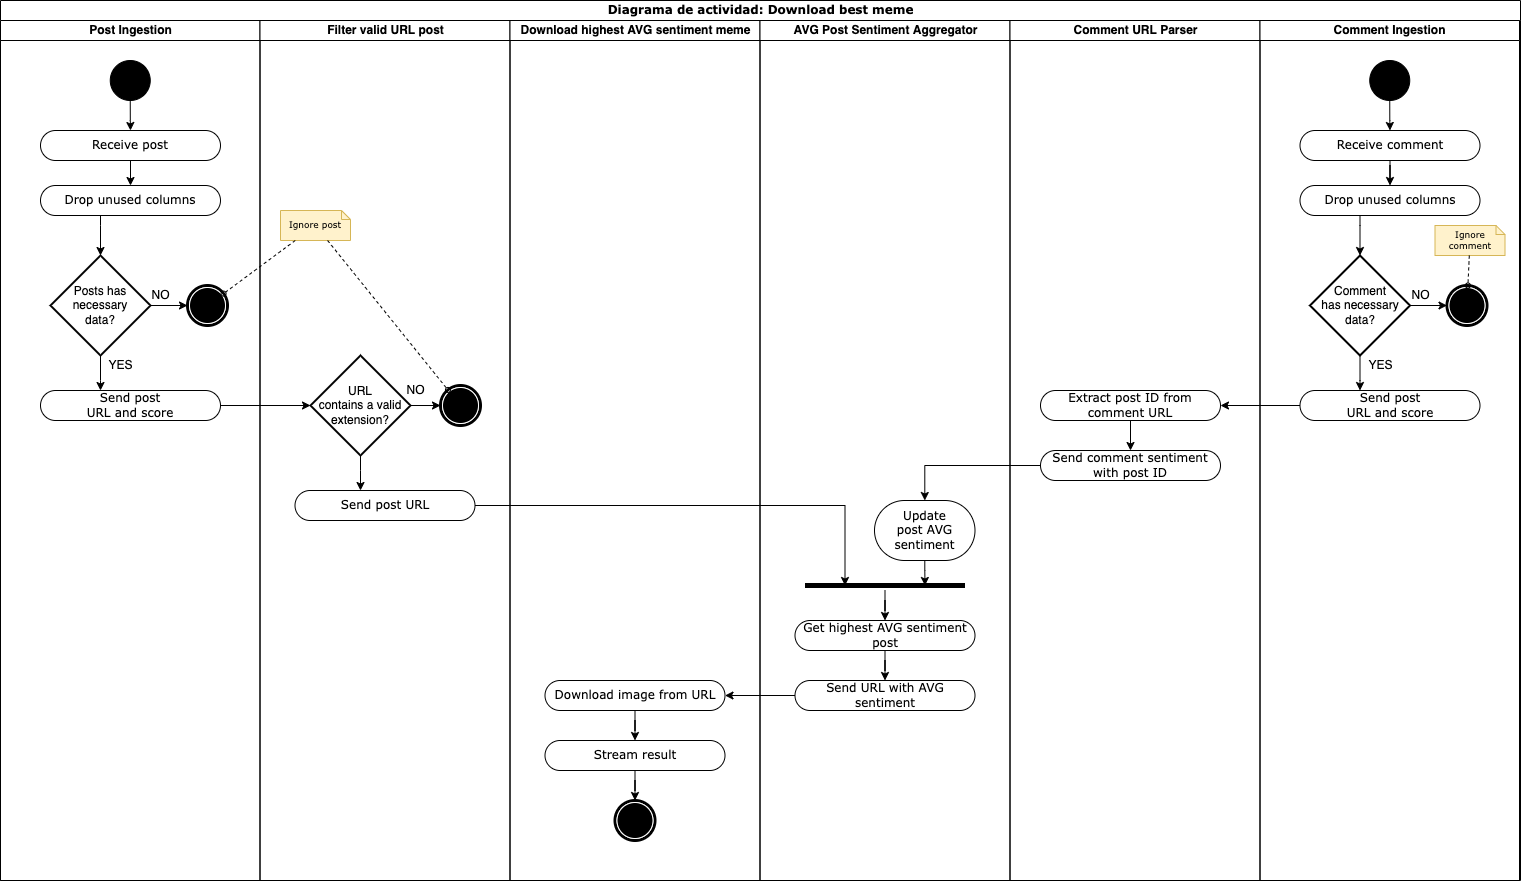 Diagrama de actividad: Download best meme
Post Ingestion
Filter valid URL post
Download highest AVG sentiment meme
AVG Post Sentiment Aggregator
Comment URL Parser
Comment Ingestion
Receive post
Drop unused columns
Posts has
necessary
data?
NO
YES
Send post
URL and score
Ignore post
URL
contains a valid
extension?
NO
Send post URL
Download image from URL
Stream result
Update
post AVG
sentiment
Get highest AVG sentiment
post
Send URL with AVG
sentiment
Extract post ID from
comment URL
Send comment sentiment
with post ID
Receive comment
Drop unused columns
Ignore
comment
Comment
has necessary
data?
NO
YES
Send post
URL and score